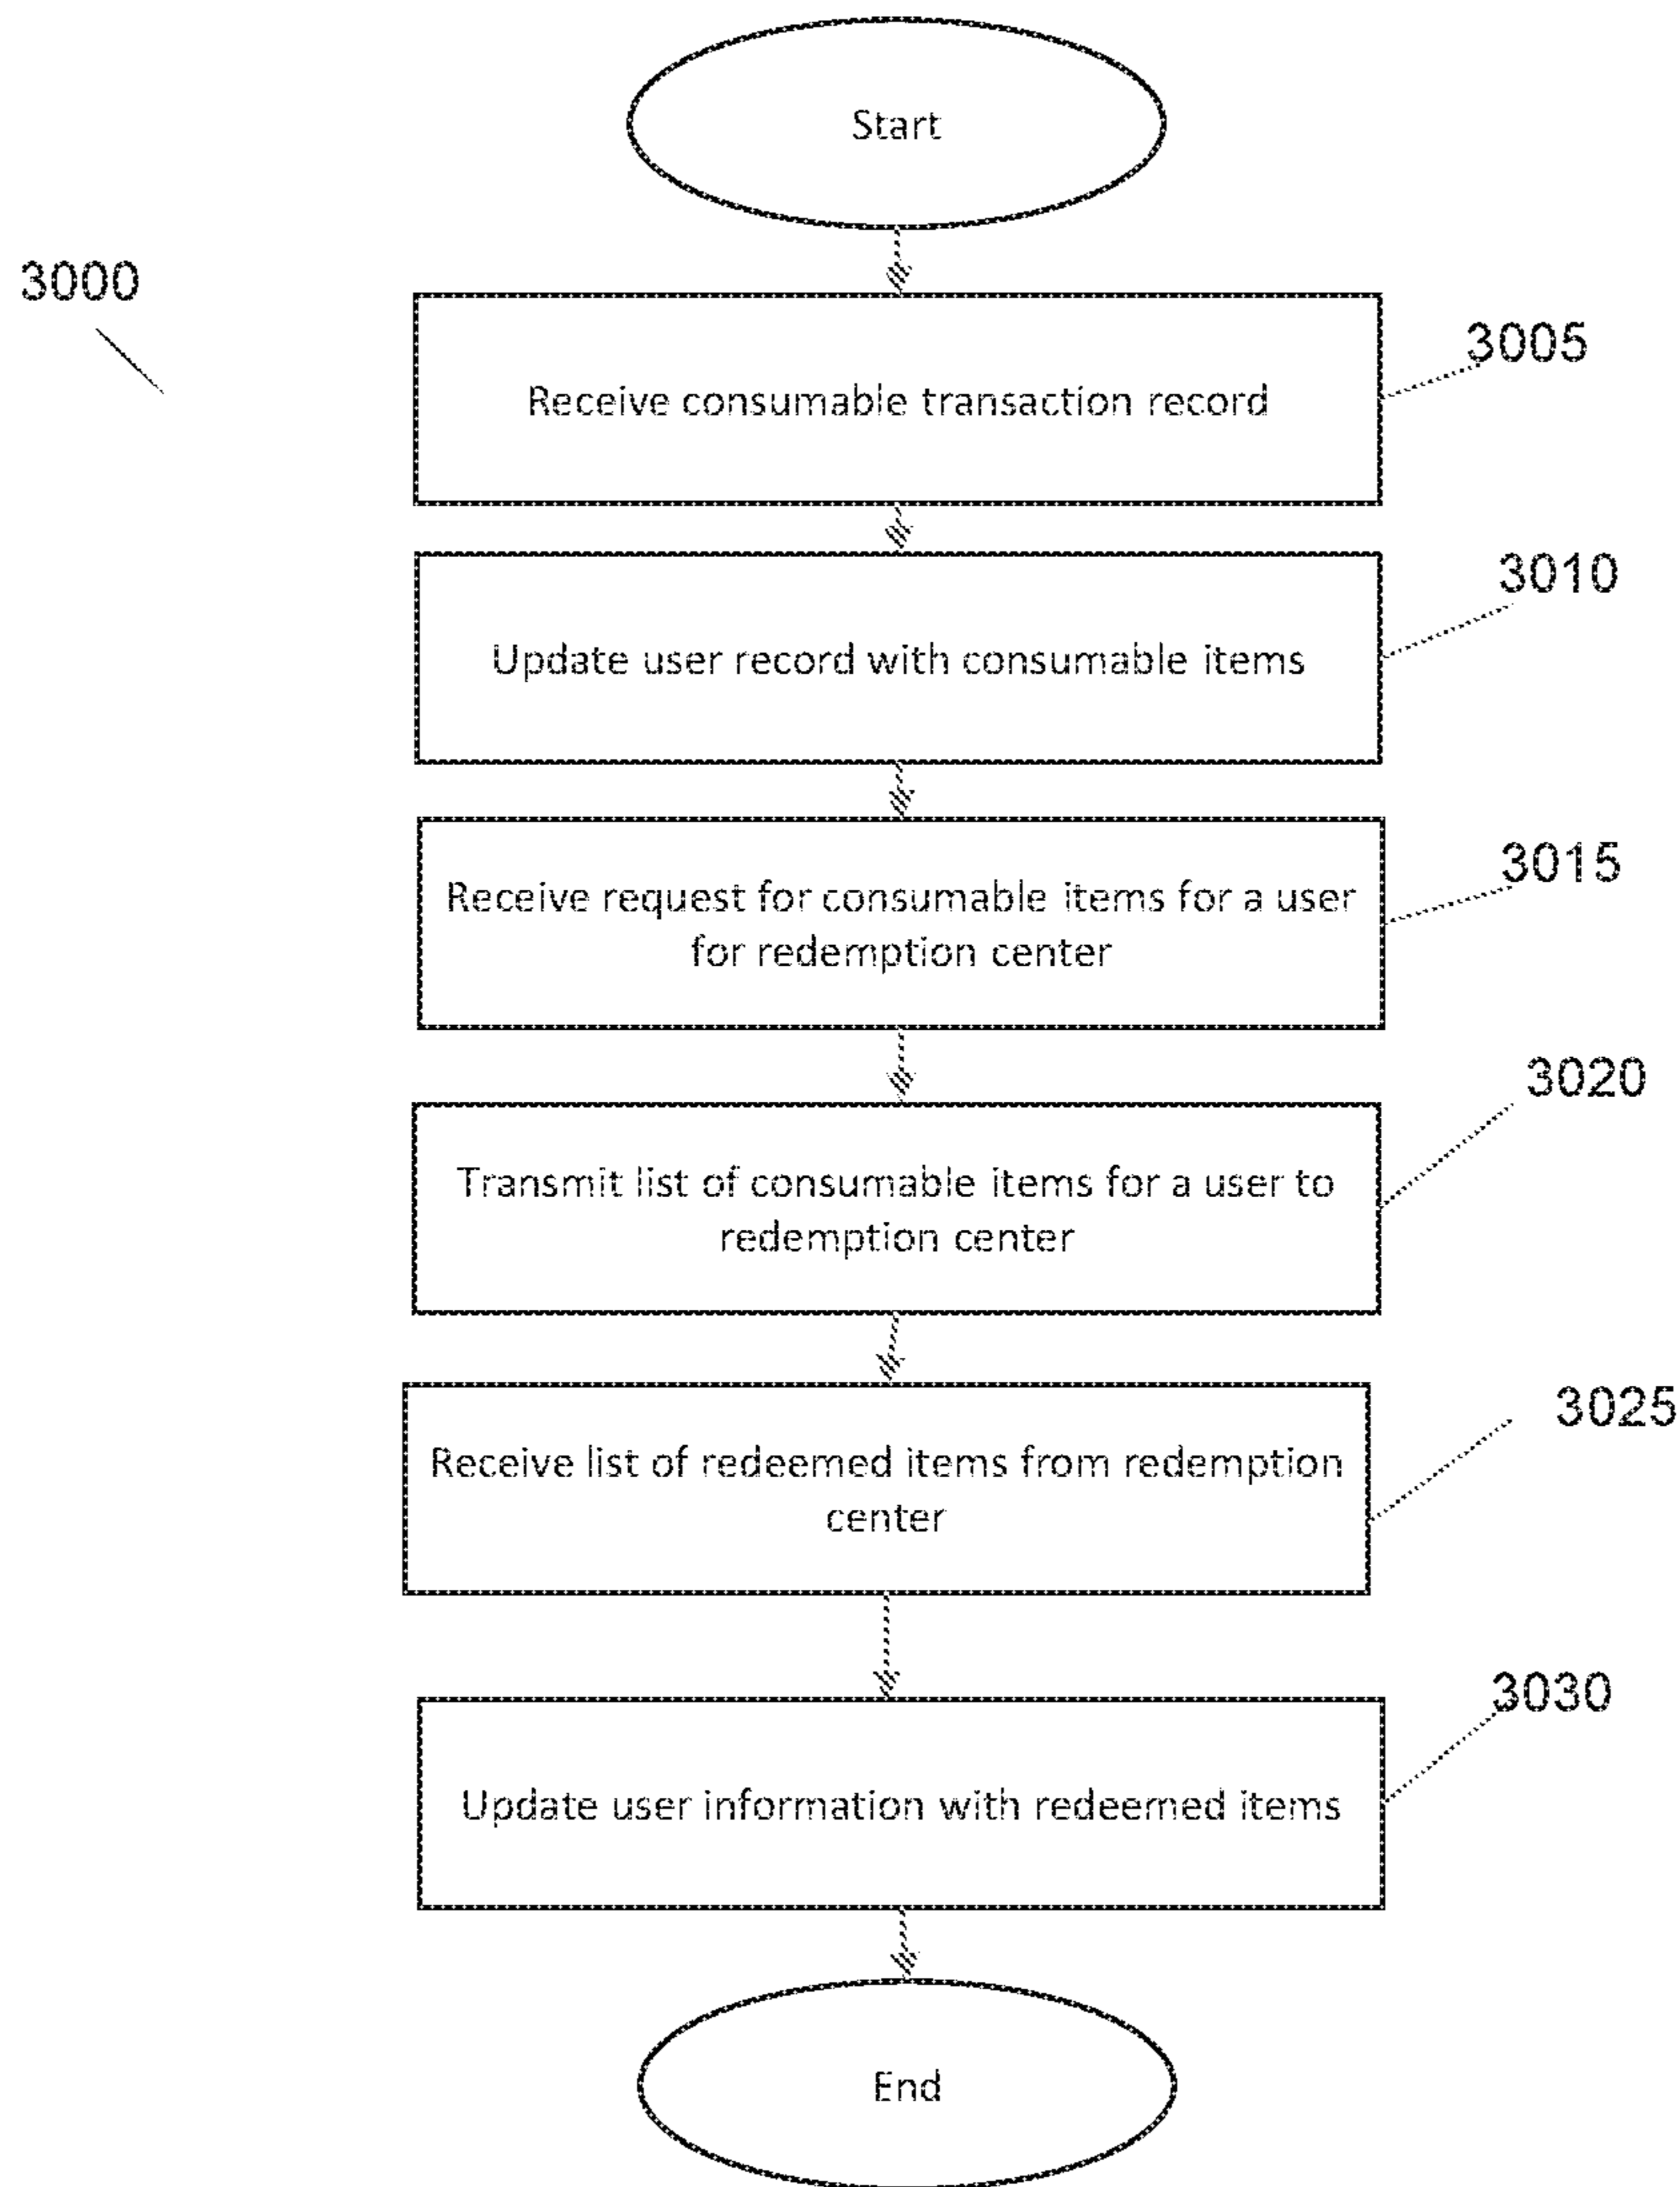 Start
3000
3005
Receive consumable transaction record
3010
Update user record with consumable items
3015
Receive request for consumable items for a user
for redemption center
3020
Transmit list of consumable items for a user to
redemption center
3025
Receive list of redeemed items from redemption
center
3030
Update user information with redeemed items
End